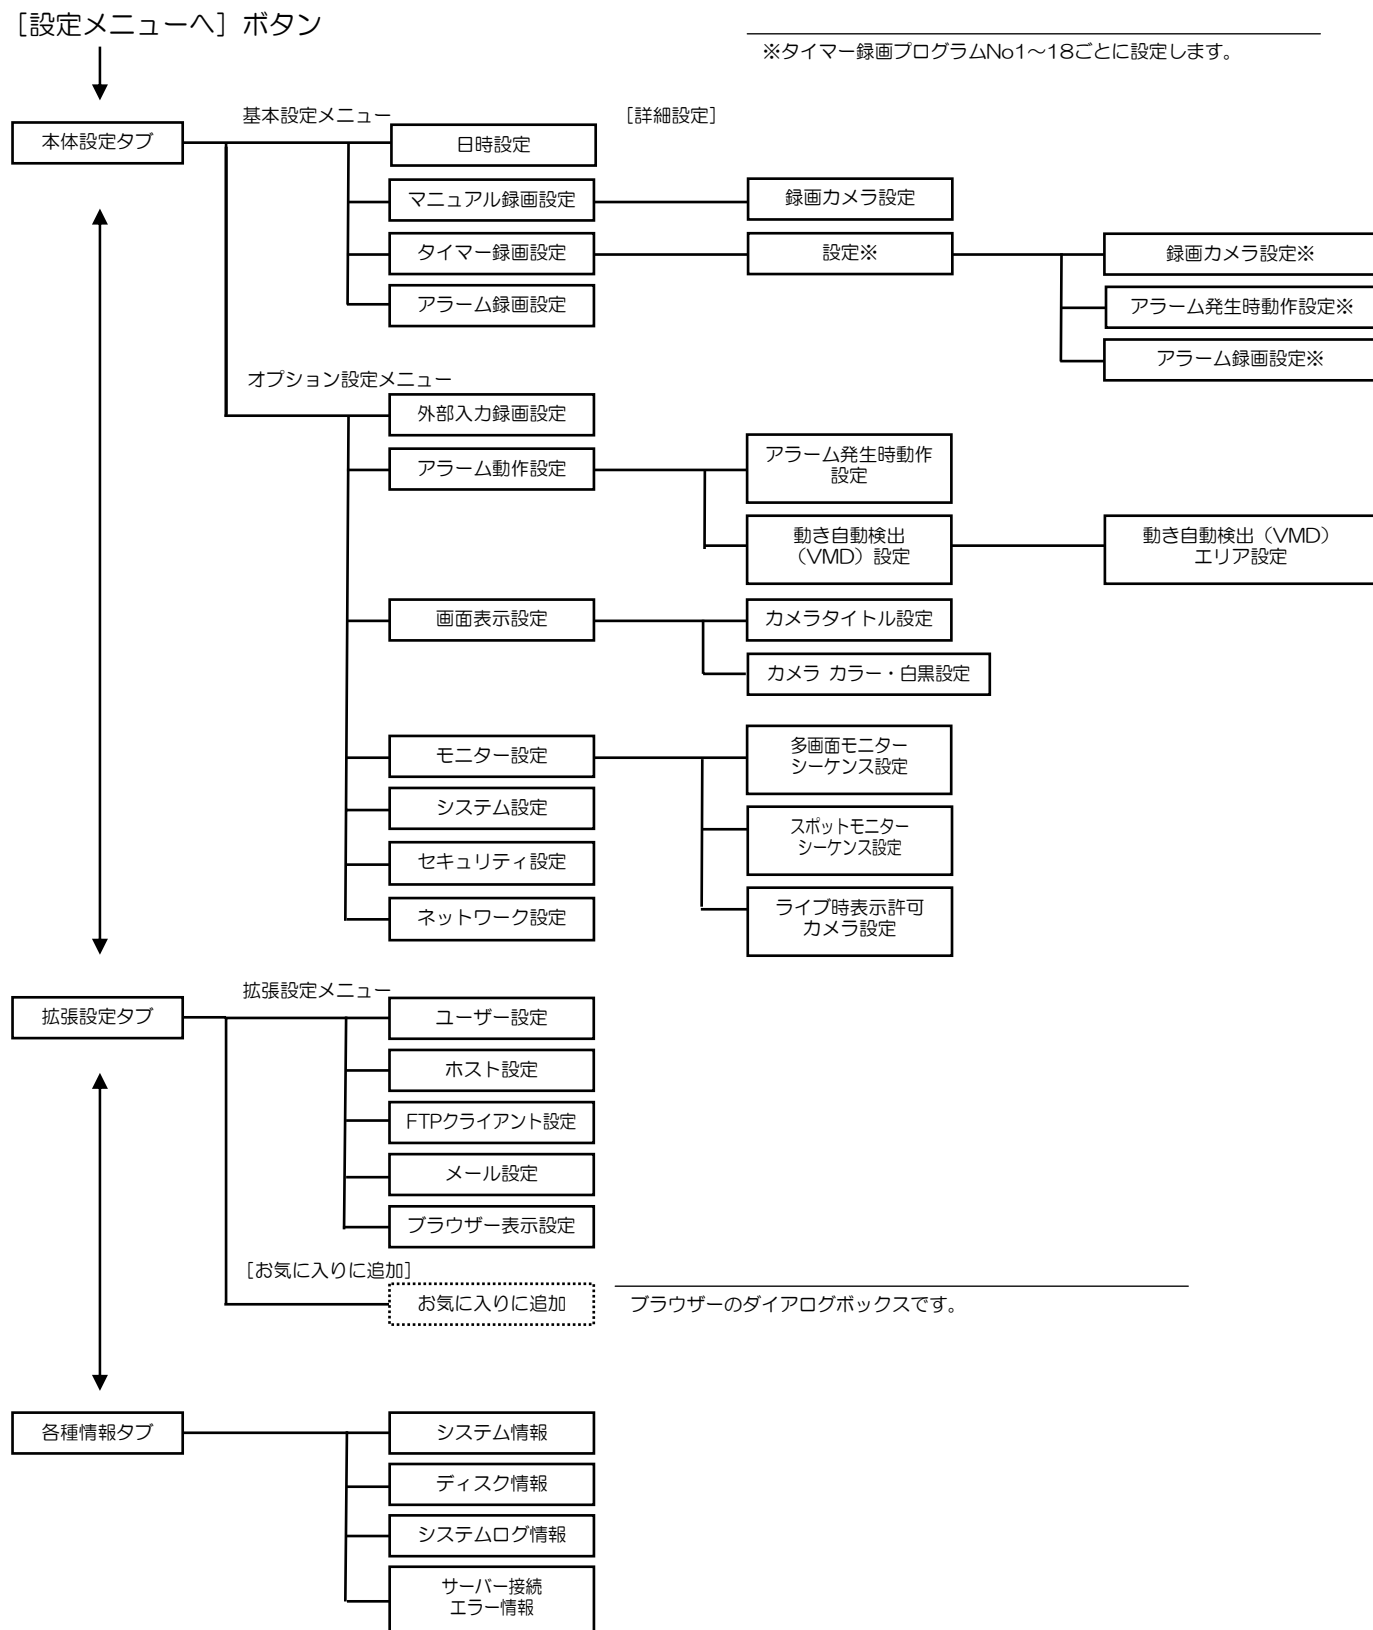 ［設定メニューへ］ボタン
※タイマー録画プログラムNo1～18ごとに設定します。
基本設定メニュー
［詳細設定］
本体設定タブ
日時設定
マニュアル録画設定
録画カメラ設定
タイマー録画設定
設定※
録画カメラ設定※
アラーム録画設定
アラーム発生時動作設定※
アラーム録画設定※
オプション設定メニュー
外部入力録画設定
アラーム動作設定
アラーム発生時動作
設定
動き自動検出
（VMD）設定
動き自動検出（VMD）
エリア設定
画面表示設定
カメラタイトル設定
カメラ カラー・白黒設定
モニター設定
多画面モニター
シーケンス設定
システム設定
スポットモニター
シーケンス設定
セキュリティ設定
ネットワーク設定
ライブ時表示許可
カメラ設定
拡張設定メニュー
拡張設定タブ
ユーザー設定
ホスト設定
FTPクライアント設定
メール設定
ブラウザー表示設定
［お気に入りに追加］
お気に入りに追加
ブラウザーのダイアログボックスです。
各種情報タブ
システム情報
ディスク情報
システムログ情報
サーバー接続
エラー情報